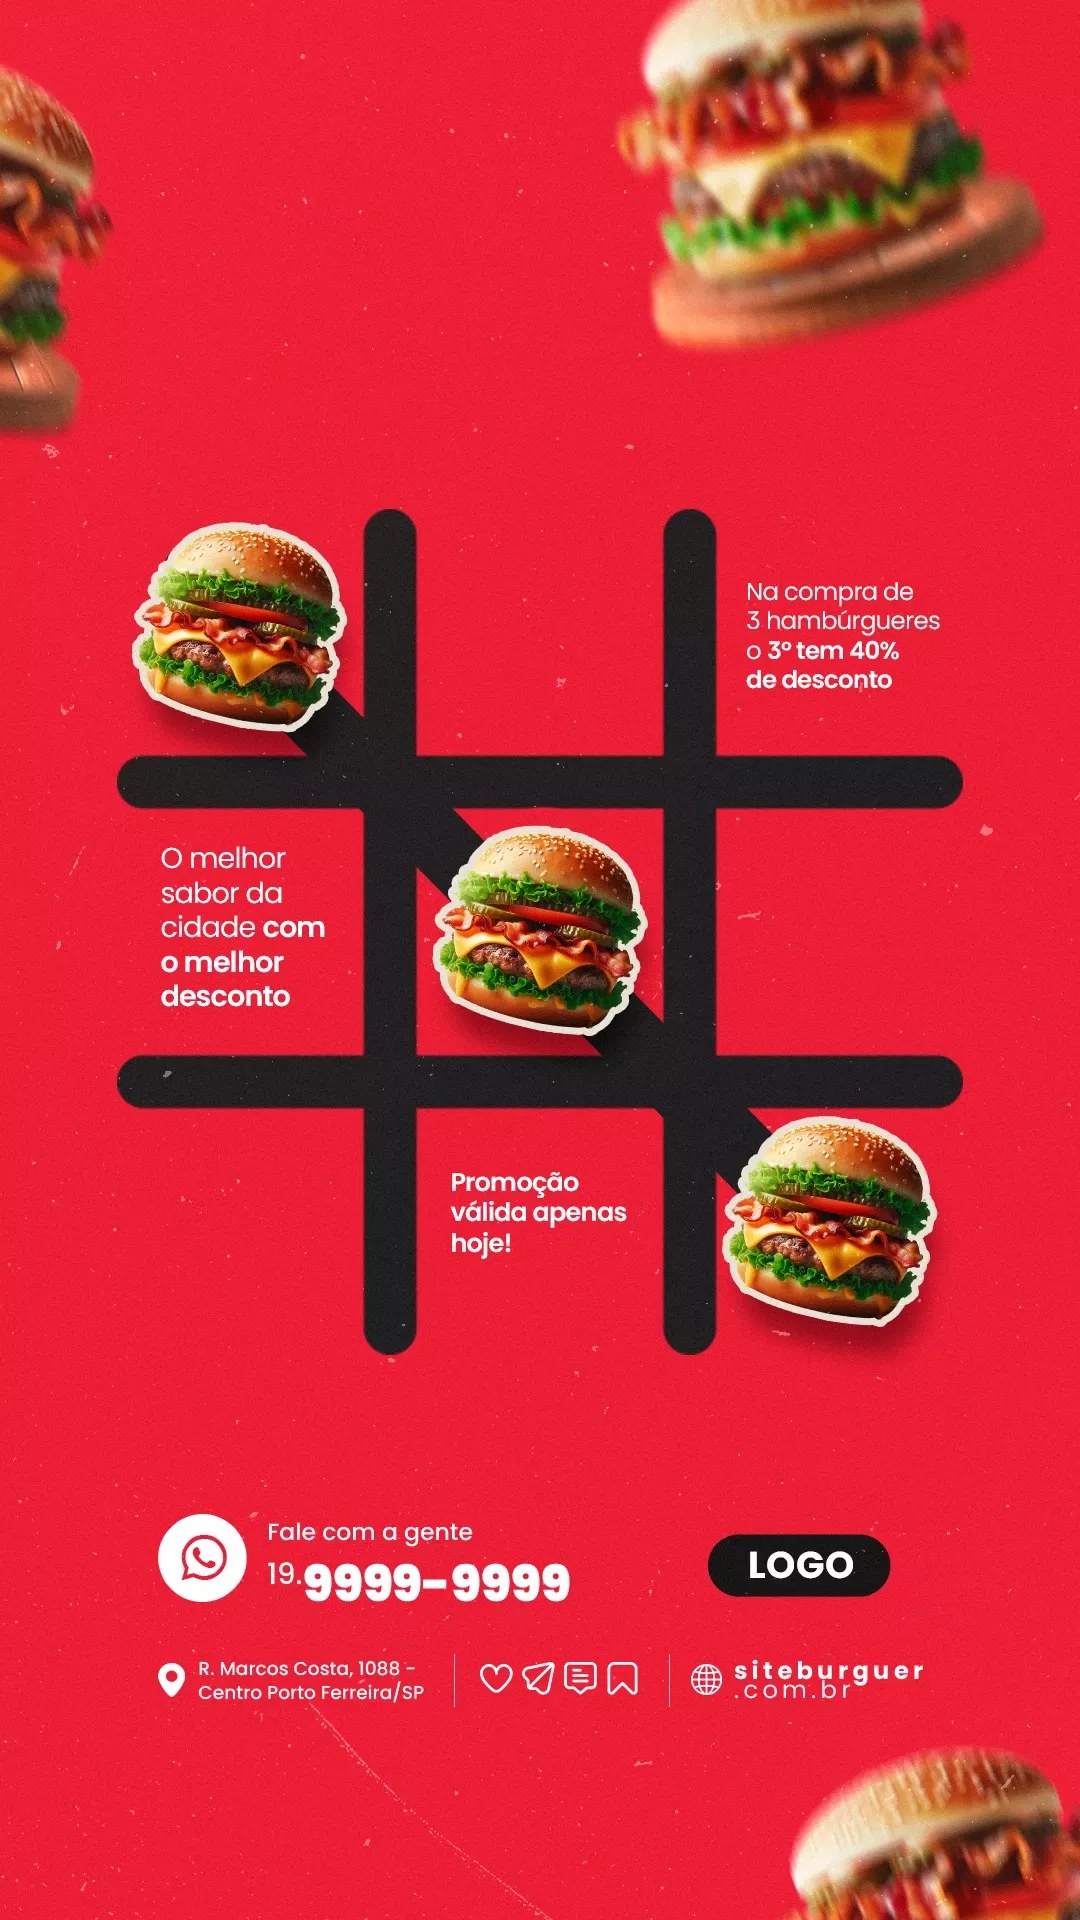 Na compra de
3 hambúrgueres
o 3º tem 40%
de desconto
O melhor
sabor da
cidade com
o melhor
desconto
Promoção
válida apenas
hoje!
Fale com a gente
19.9999-9999
LOGO
R. Marcos Costa, 1088 -
Centro Porto Ferreira/SP
siteburguer
.com.br